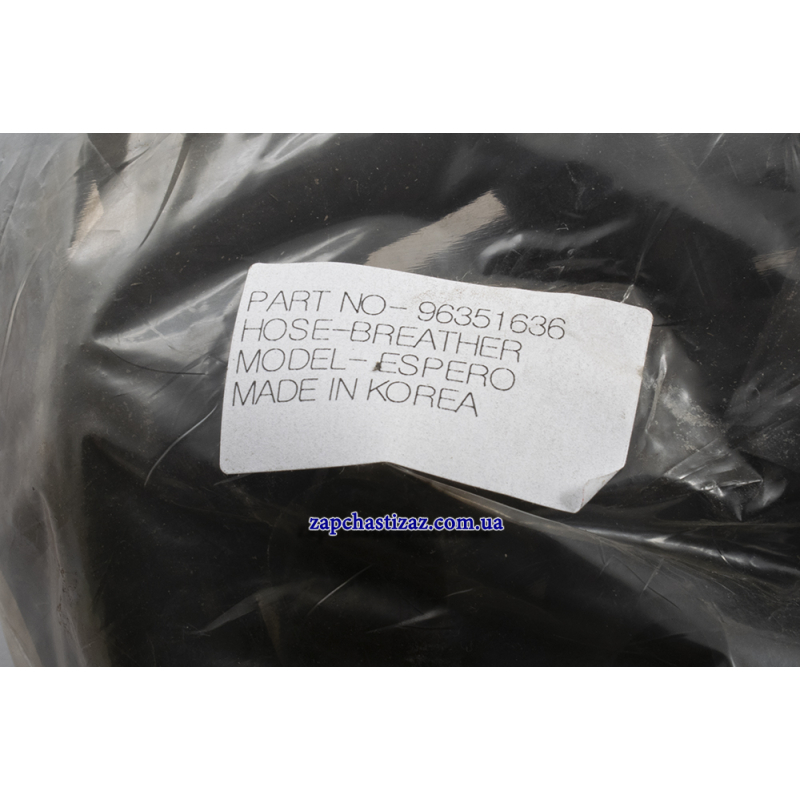 PART NO- 96351636
HOSE-BREATHER
MODEL- ESPERO
MADE IN KOREA
zapchastizaz.com.ua